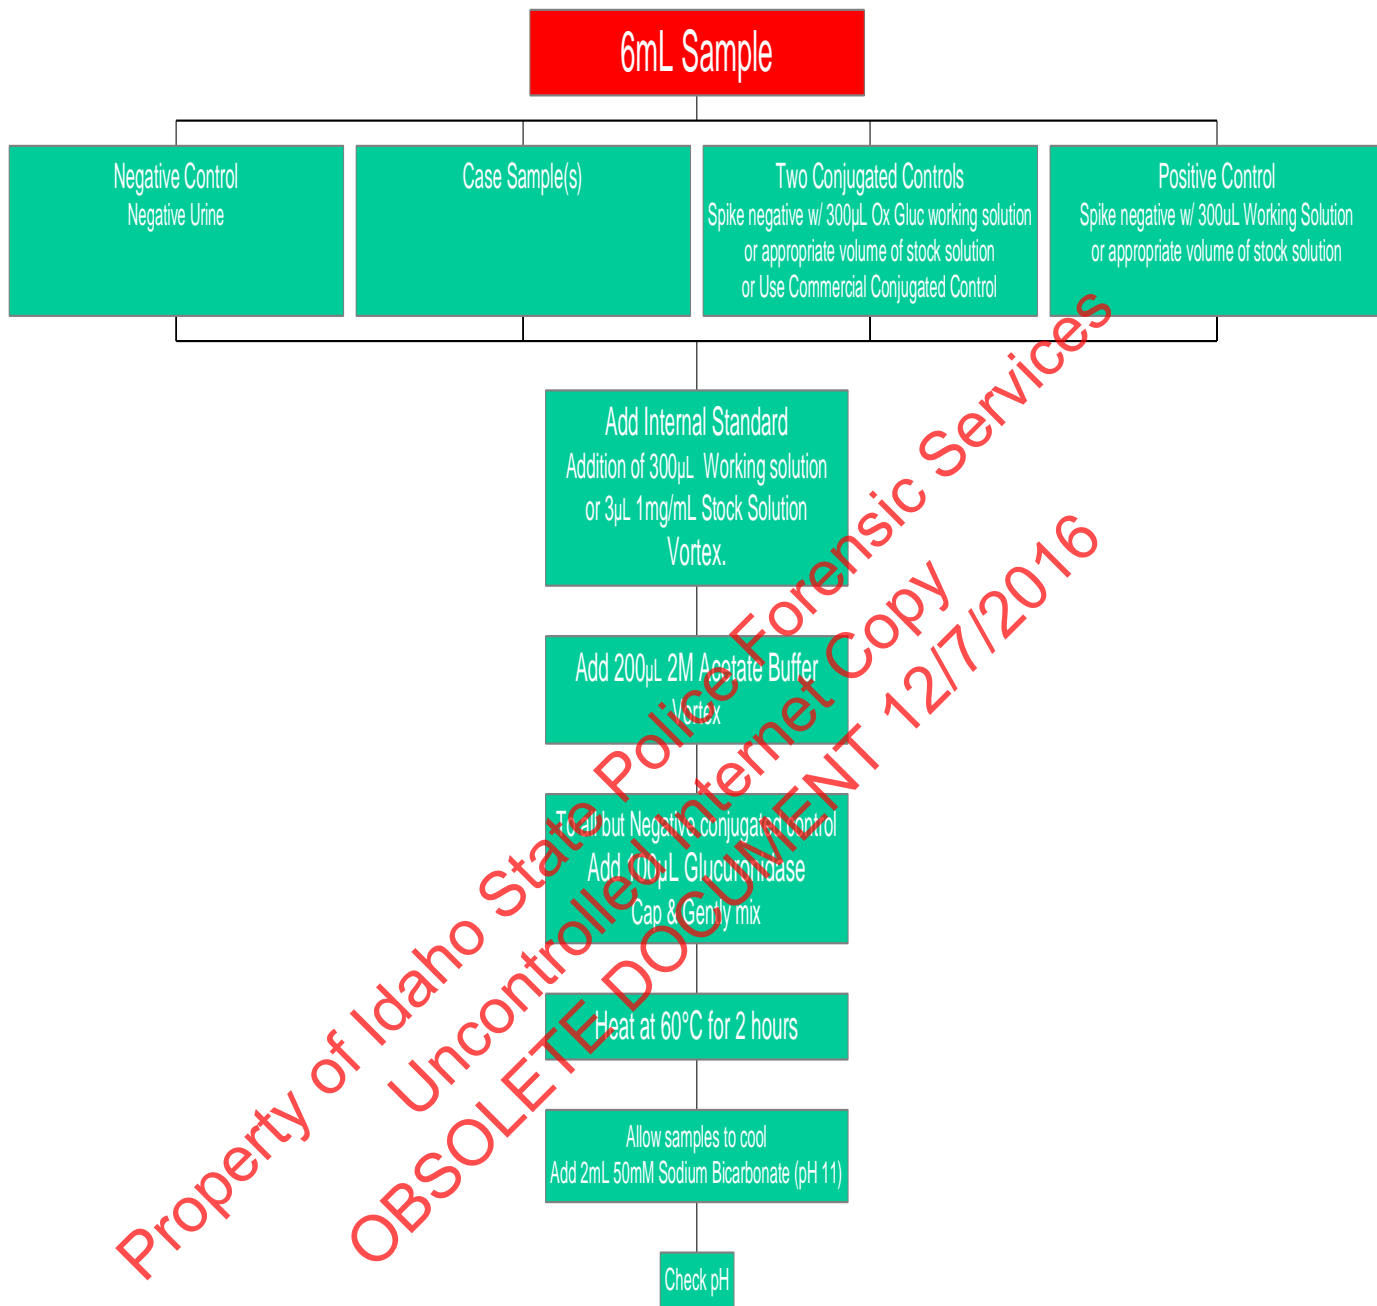 6mL Sample
Negative Control
Negative Urine
Case Sample(s)
Two Conjugated Controls
Spike negative w/ 300µL Ox Gluc working solution
or appropriate volume of stock solution
or Use Commercial Conjugated Control
Positive Control
Spike negative w/ 300uL Working Solution
or appropriate volume of stock solution
Add Internal Standard
Addition of 300µL Working solution
or 3µL 1mg/mL Stock Solution
Vortex.
Add 200µL 2M Acetate Buffer
Vortex
To all but Negative conjugated control
Add 100µL Glucuronidase
Cap & Gently mix
Heat at 60°C for 2 hours
Allow samples to cool
Add 2mL 50mM Sodium Bicarbonate (pH 11)
Check pH
Property of Idaho State Police Forensic Services
Uncontrolled Internet Copy
OBSOLETE DOCUMENT 12/7/2016